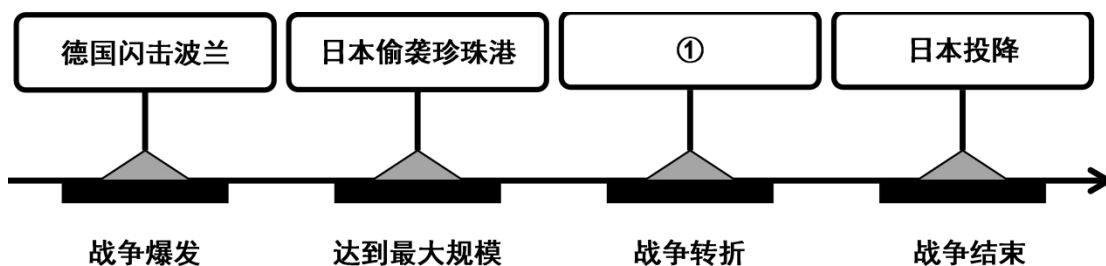 德国闪击波兰
日本偷袭珍珠港
①
日本投降
战争爆发
达到最大规模
战争转折
战争结束